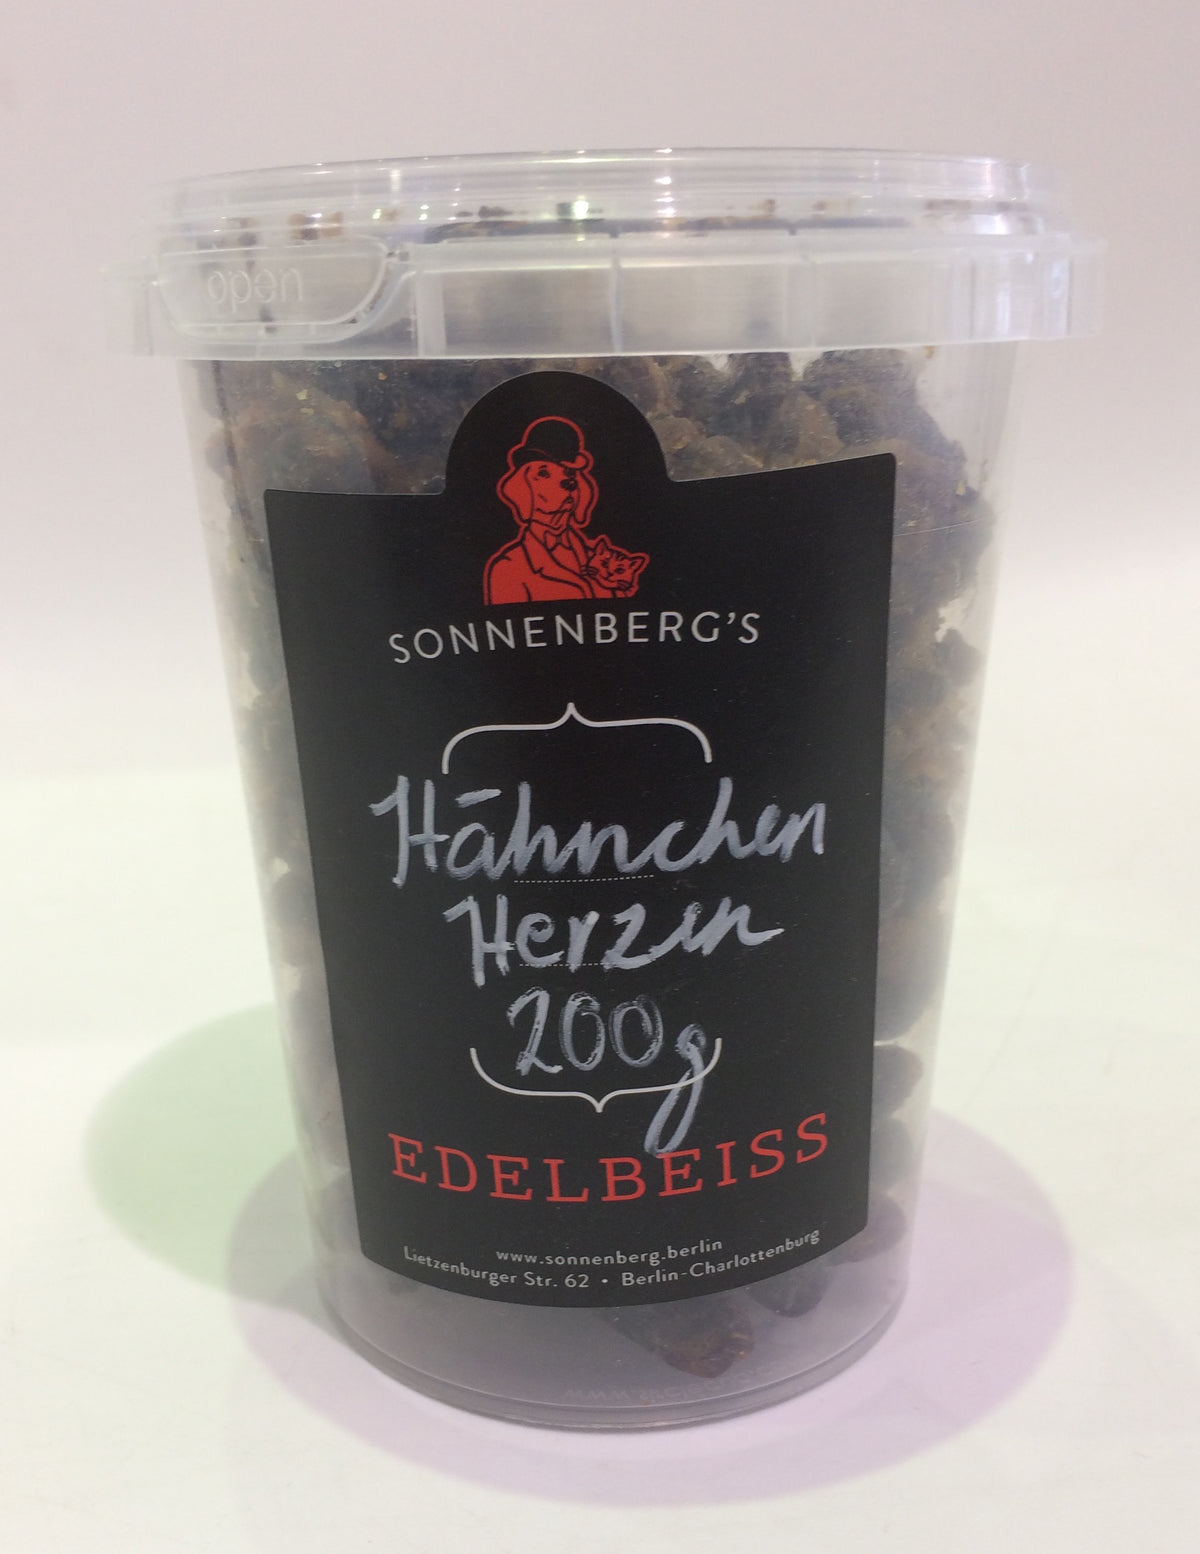 open
SONNENBERG'S
Hähnchen
Herzen
200g
EDELBEISS
www.sonnenberg.berlin
Lietzenburger Str. 62 • Berlin-Charlottenburg